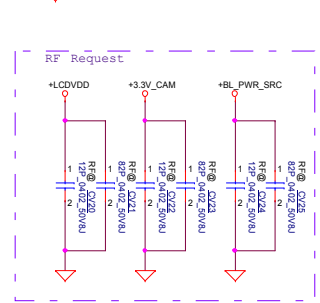 RF Request
+LCDVDD
+3.3V_CAM
+BL_PWR_SRC
1
2
RF@ CV20
12P_0402_50V8J
1
2
RF@ CV21
82P_0402_50V8J
1
2
RF@ CV22
12P_0402_50V8J
1
2
RF@ CV23
82P_0402_50V8J
1
2
RF@ CV24
12P_0402_50V8J
1
2
RF@ CV25
82P_0402_50V8J